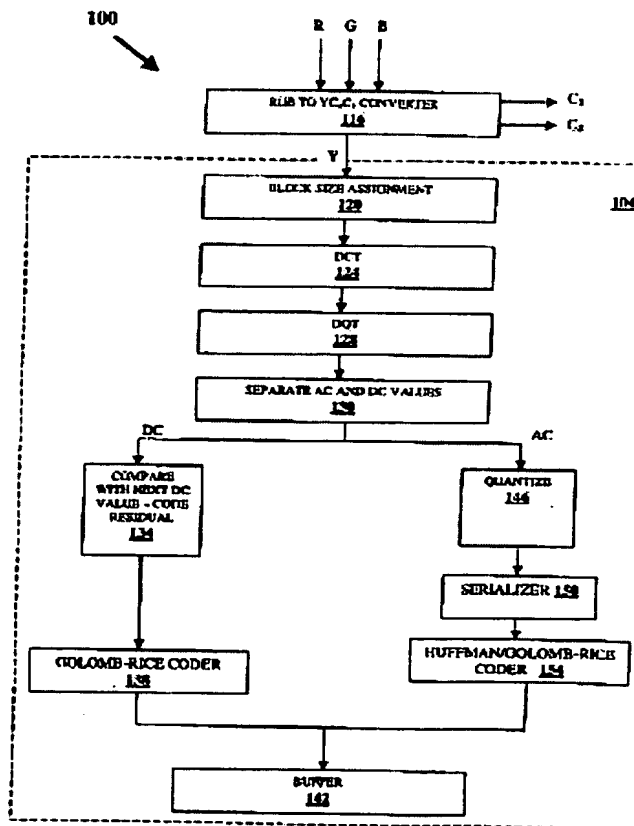 100
R G B
RGB TO YC₁C₂ CONVERTER
116
C₁
C₂
Y
104
BLOCK SIZE ASSIGNMENT
120
DCT
124
DQT
128
SEPARATE AC AND DC VALUES
130
DC
AC
COMPARE
WITH NEXT DC
VALUE - CODE
RESIDUAL
134
QUANTIZE
146
SERIALIZER 150
GOLOMB-RICE CODER
138
HUFFMAN/GOLOMB-RICE
CODER 154
BUFFER
142